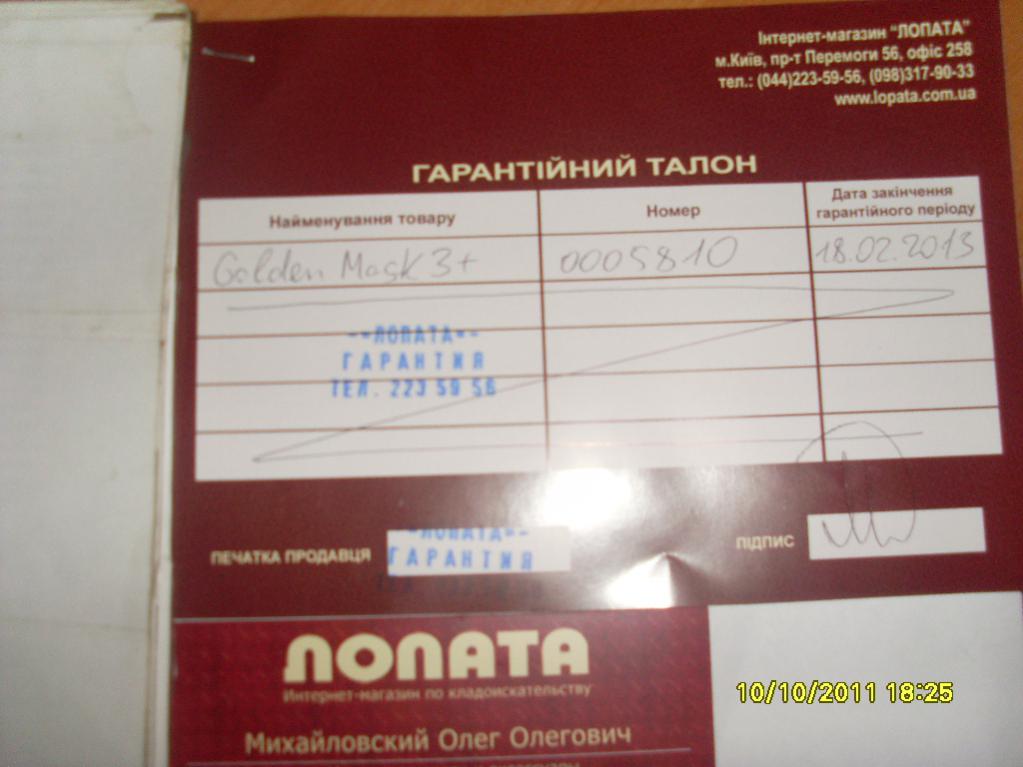 Інтернет-магазин "ЛОПАТА"
м.Київ, пр-т Перемоги 56, офіс 258
тел.: (044)223-59-56, (098)317-90-33
www.lopata.com.ua
ГАРАНТІЙНИЙ ТАЛОН
Найменування товару Номер Дата закінчення гарантійного періоду
Golden Mask 3+ 0005810 18.02.2013
--ЛОПАТА--
ГАРАНТИЯ
ТЕЛ. 223 59 56
ПЕЧАТКА ПРОДАВЦЯ
-ЛОПАТА--
ГАРАНТИЯ
ПІДПИС
ЛОПАТА
Интернет-магазин по кладоискательству
Михайловский Олег Олегович
10/10/2011 18:25